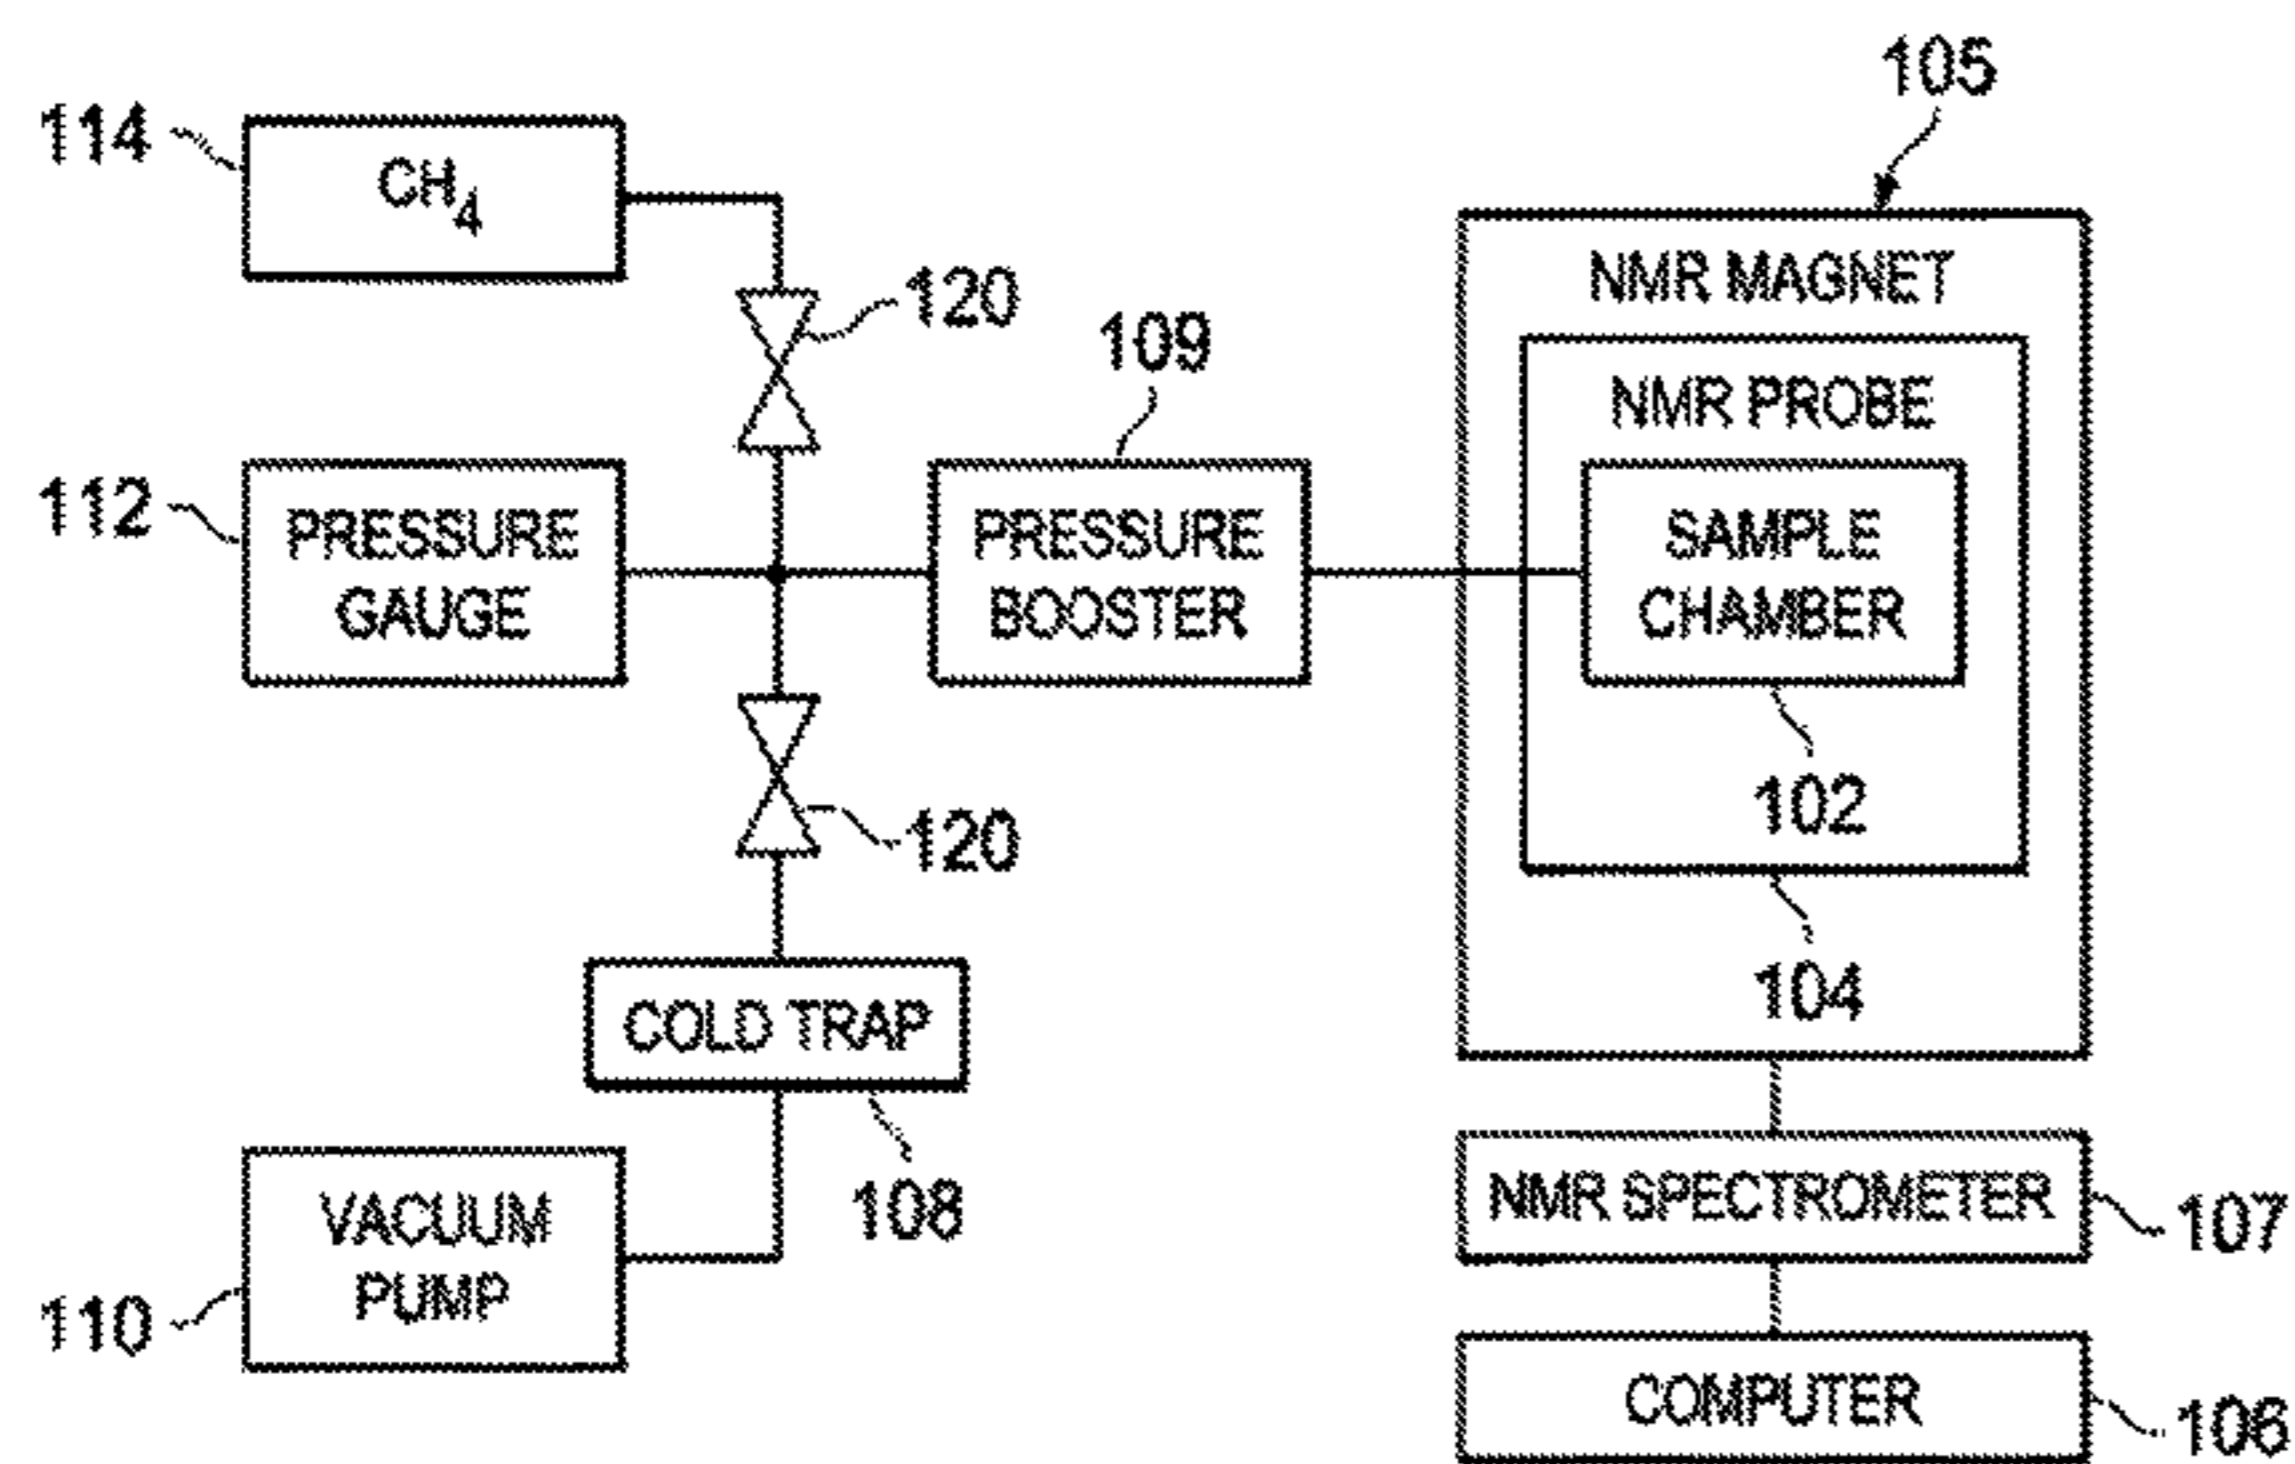 105
114
CH4
120
NMR MAGNET
109
NMR PROBE
112
PRESSURE
GAUGE
PRESSURE
BOOSTER
SAMPLE
CHAMBER
102
120
104
COLD TRAP
108
VACUUM
PUMP
110
NMR SPECTROMETER
107
COMPUTER
106